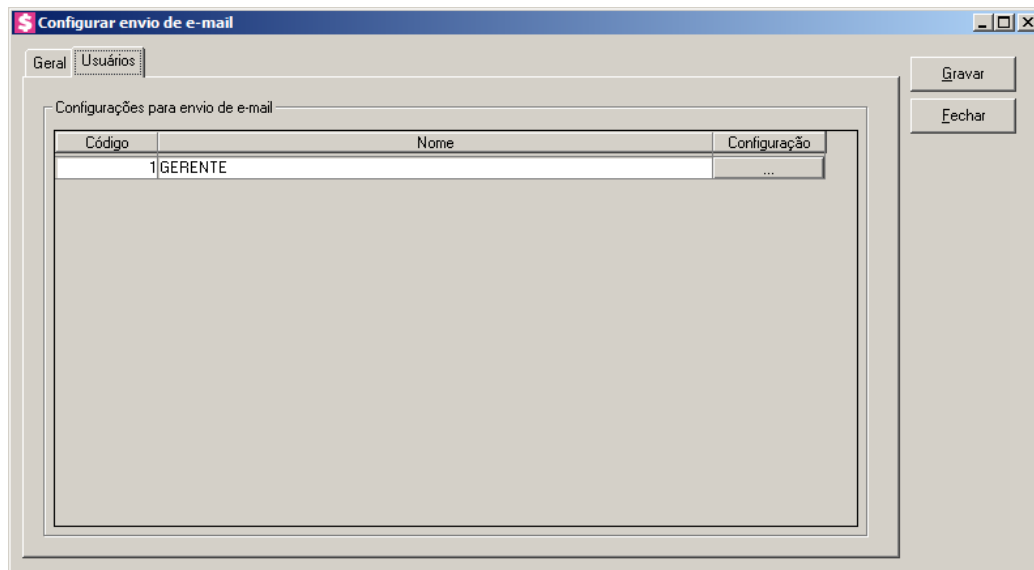 Configurar envio de e-mail
Geral Usuários
Gravar
Fechar
Configurações para envio de e-mail
Código Nome Configuração
1 GERENTE ...